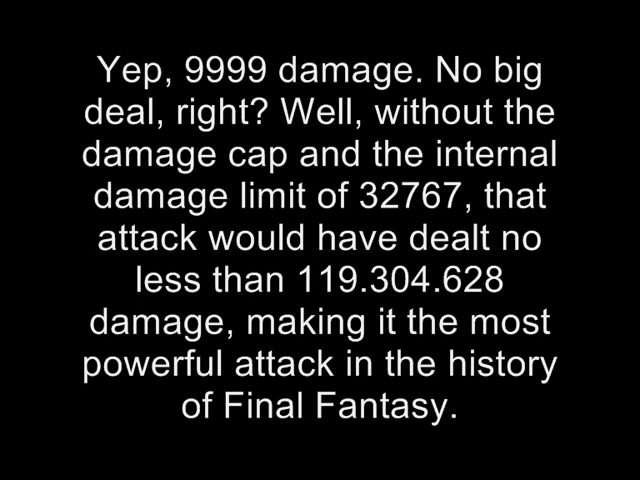 Yep, 9999 damage. No big
deal, right? Well, without the
damage cap and the internal
damage limit of 32767, that
attack would have dealt no
less than 119.304.628
damage, making it the most
powerful attack in the history
of Final Fantasy.